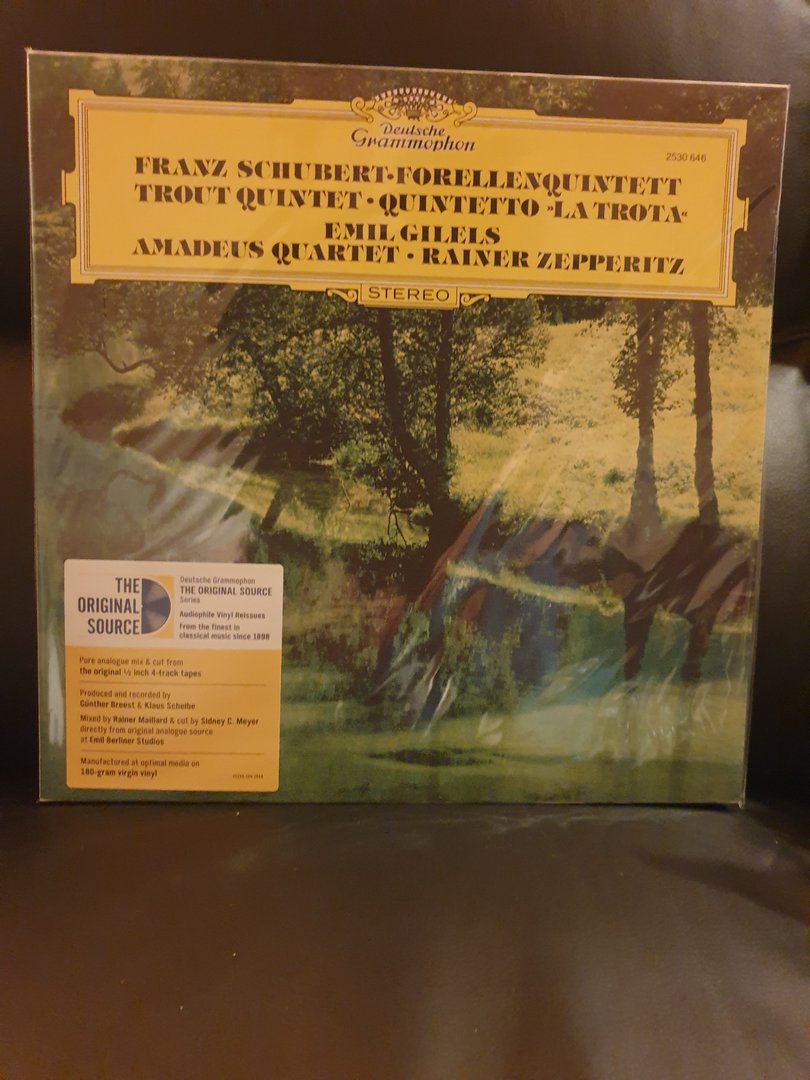 Deutsche
Grammophon
2530 646
FRANZ SCHUBERT·FORELLENQUINTETT
TROUT QUINTET · QUINTETTO »LA TROTA«
EMIL GILELS
AMADEUS QUARTET · RAINER ZEPPERITZ
STEREO
THE
ORIGINAL
SOURCE
Deutsche Grammophon
THE ORIGINAL SOURCE
Series
Audiophile Vinyl Reissues
From the finest in
classical music since 1898
Pure analogue mix & cut from
the original ½ inch 4-track tapes
Produced and recorded by
Günther Breest & Klaus Scheibe
Mixed by Rainer Maillard & cut by Sidney C. Meyer
directly from original analogue source
at Emil Berliner Studios
Manufactured at optimal media on
180-gram virgin vinyl